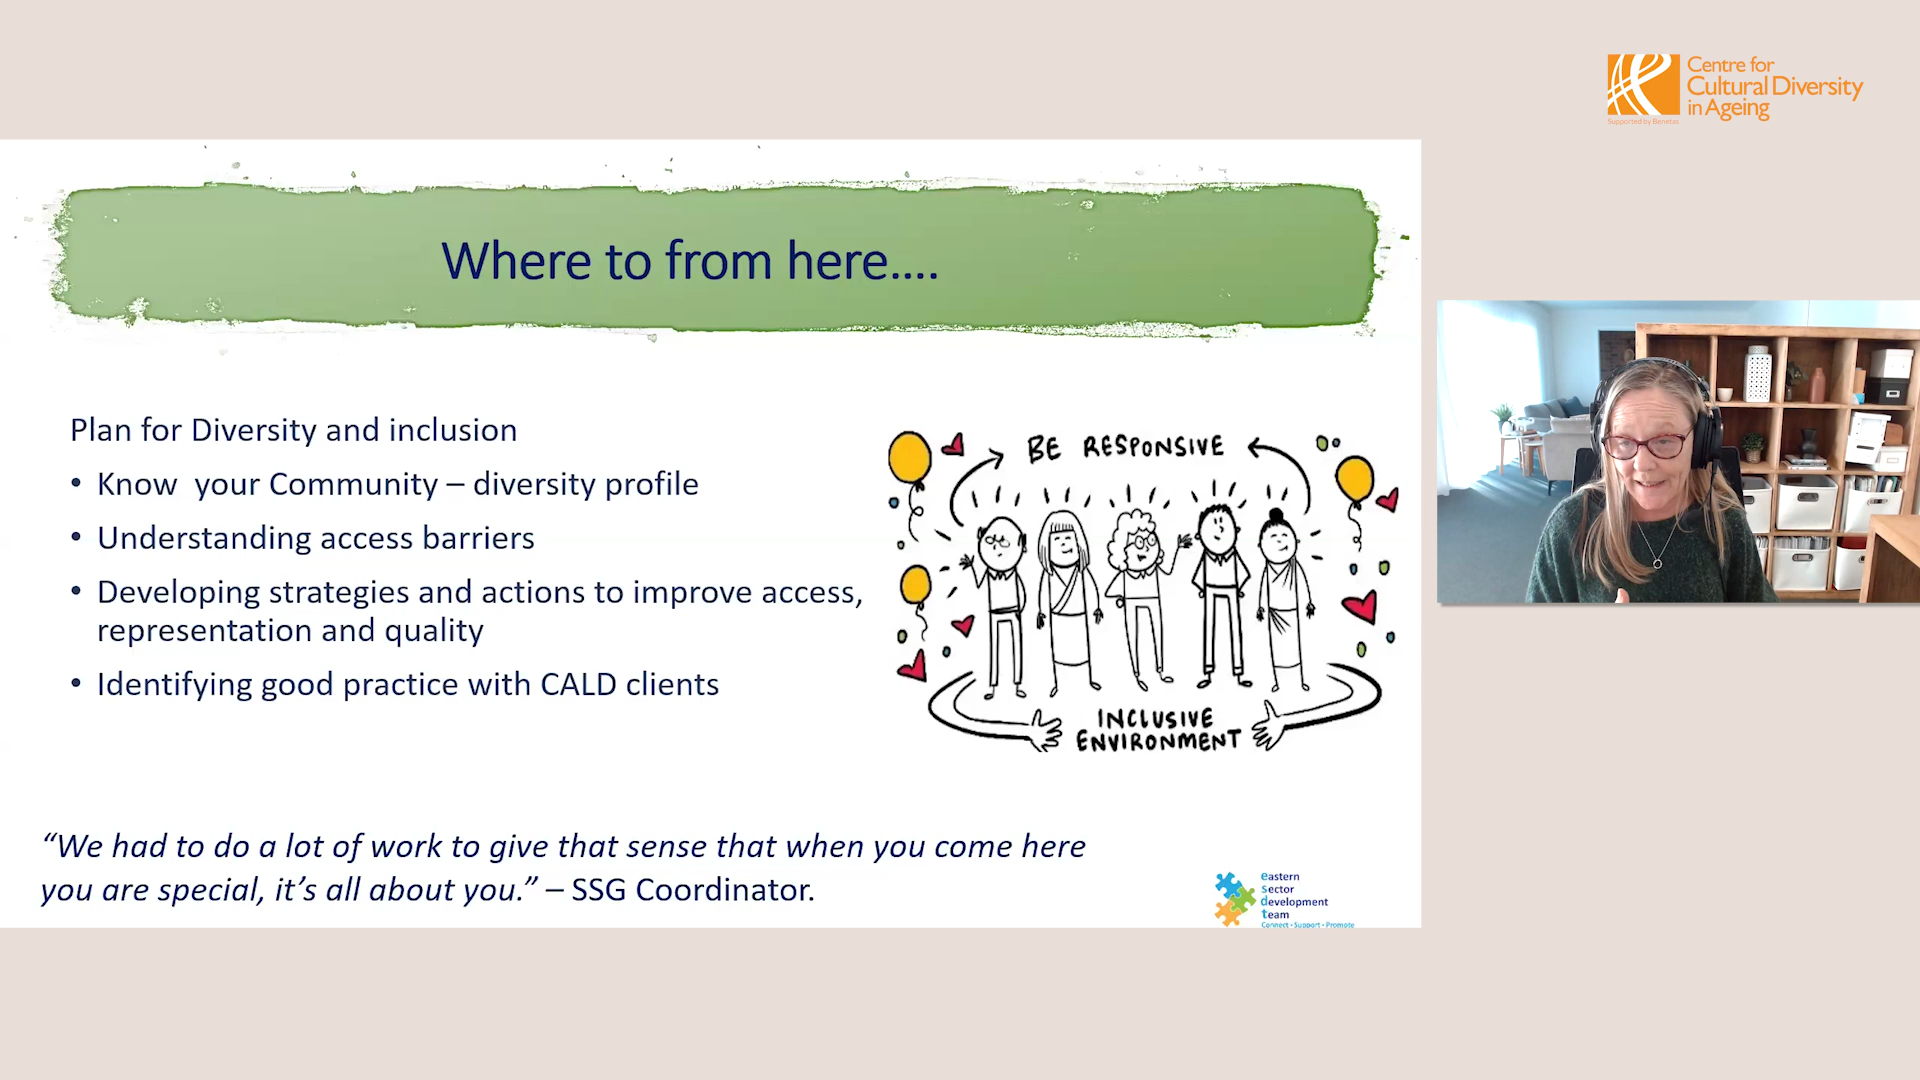 Centre for
Cultural Diversity
in Ageing
Supported by Benetas
Where to from here....
Plan for Diversity and inclusion
• Know  your Community – diversity profile
• Understanding access barriers
• Developing strategies and actions to improve access,
representation and quality
• Identifying good practice with CALD clients
BE RESPONSIVE
INCLUSIVE
ENVIRONMENT
“We had to do a lot of work to give that sense that when you come here
you are special, it’s all about you.” – SSG Coordinator.
eastern
Sector
development
team
Connect • Support • Promote